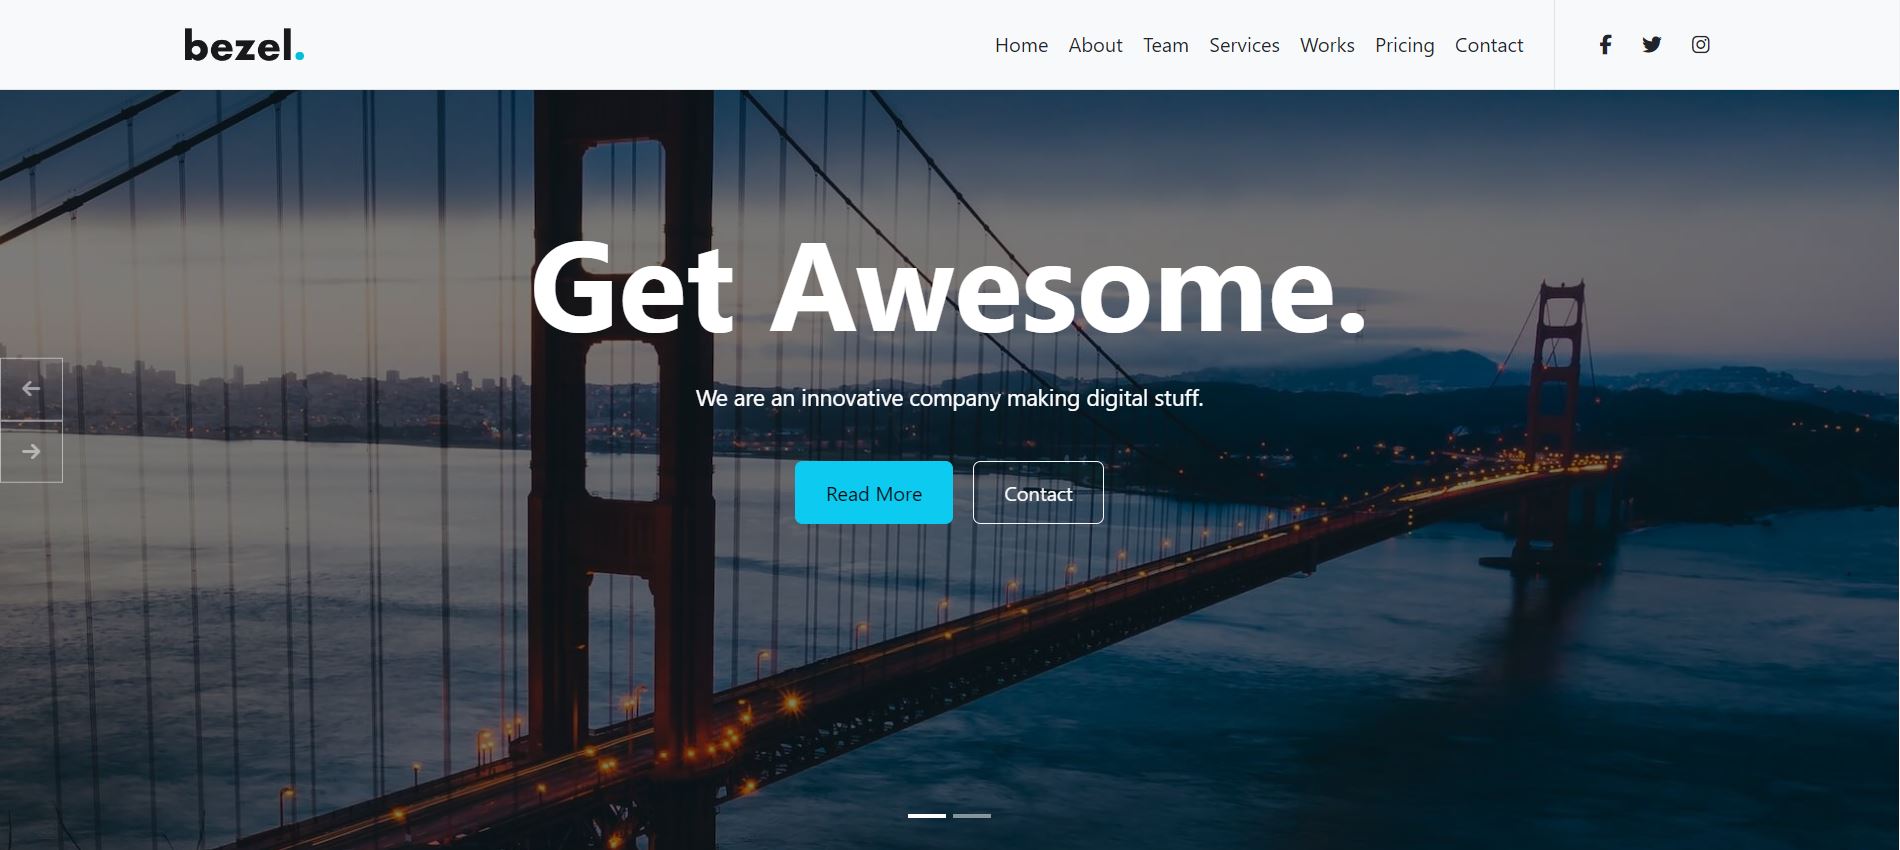 bezel.
Home About Team Services Works Pricing Contact
Get Awesome.
We are an innovative company making digital stuff.
Read More Contact